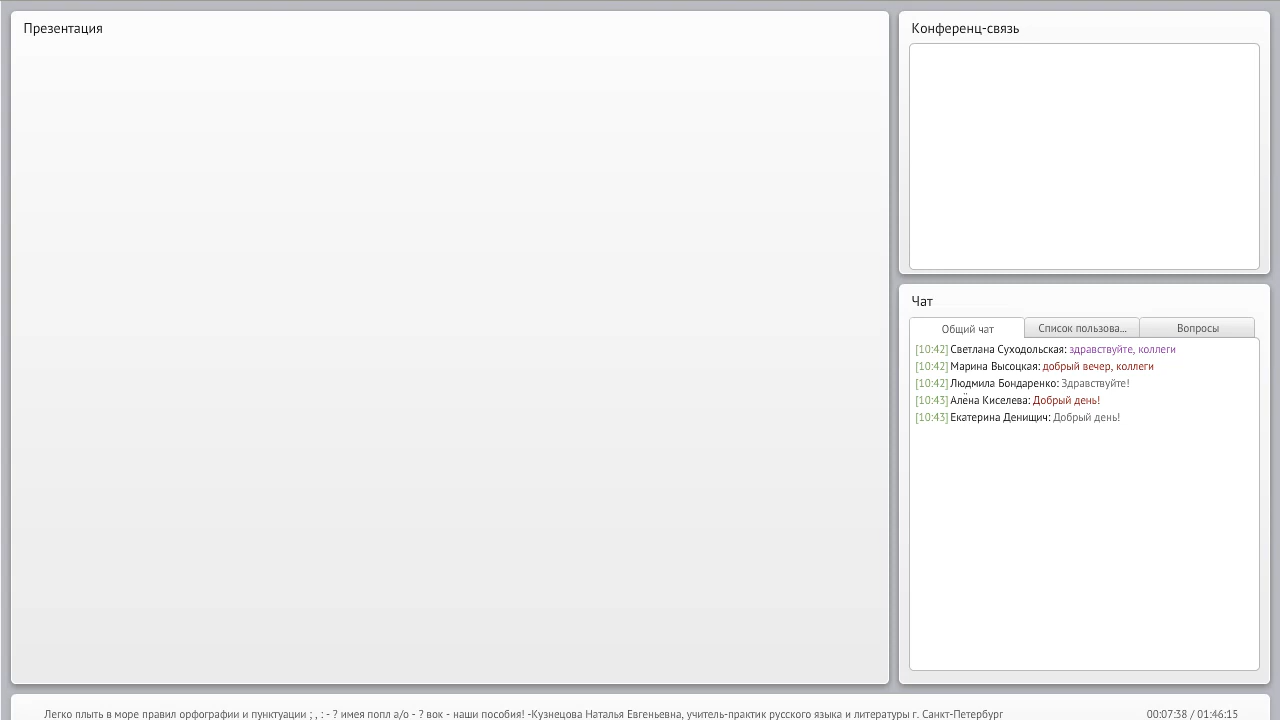 Презентация
Конференц-связь
Чат
Общий чат
Список пользова...
Вопросы
[10:42] Светлана Суходольская: здравствуйте, коллеги
[10:42] Марина Высоцкая: добрый вечер, коллеги
[10:42] Людмила Бондаренко: Здравствуйте!
[10:43] Алёна Киселева: Добрый день!
[10:43] Екатерина Денищич: Добрый день!
Легко плыть в море правил орфографии и пунктуации ; , : - ? имея попл а/о - ? вок - наши пособия! -Кузнецова Наталья Евгеньевна, учитель-практик русского языка и литературы г. Санкт-Петербург
00:07:38 / 01:46:15